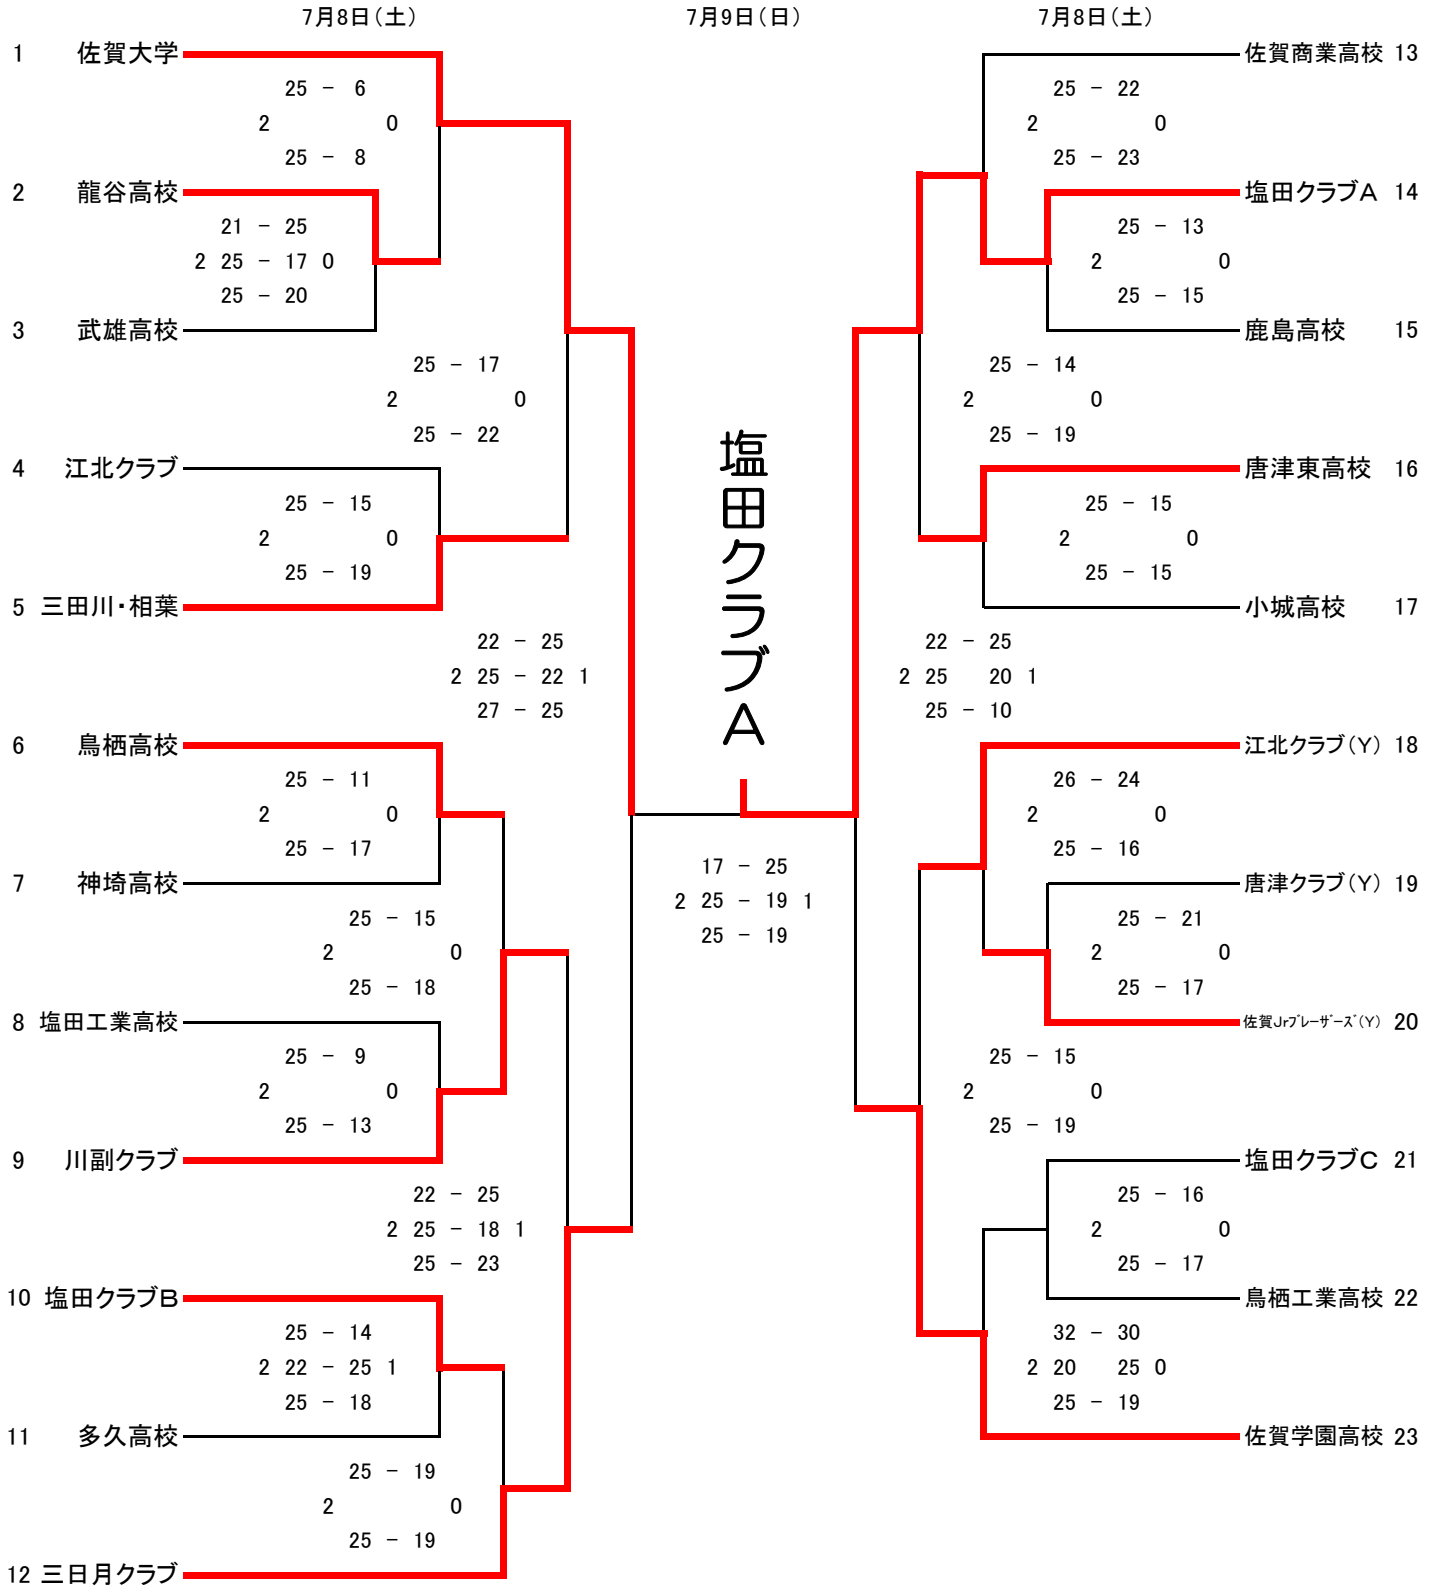 7月8日(土) 7月9日(日) 7月8日(土)
1 佐賀大学
25 － 6
2 0
25 － 8
2 龍谷高校
21 － 25
2 25 － 17 0
25 － 20
3 武雄高校
25 － 17
2 0
25 － 22
4 江北クラブ
25 － 15
2 0
25 － 19
5 三田川・相葉
22 － 25
2 25 － 22 1
27 － 25
6 鳥栖高校
25 － 11
2 0
25 － 17
7 神埼高校
25 － 15
2 0
25 － 18
8 塩田工業高校
25 － 9
2 0
25 － 13
9 川副クラブ
22 － 25
2 25 － 18 1
25 － 23
10 塩田クラブB
25 － 14
2 22 － 25 1
25 － 18
11 多久高校
25 － 19
2 0
25 － 19
12 三日月クラブ
塩田クラブA
17 － 25
2 25 － 19 1
25 － 19
佐賀商業高校 13
25 － 22
2 0
25 － 23
塩田クラブA 14
25 － 13
2 0
25 － 15
鹿島高校 15
25 － 14
2 0
25 － 19
唐津東高校 16
25 － 15
2 0
25 － 15
小城高校 17
22 － 25
2 25 20 1
25 － 10
江北クラブ(Y) 18
26 － 24
2 0
25 － 16
唐津クラブ(Y) 19
25 － 21
2 0
25 － 17
佐賀Jrブレーザーズ(Y) 20
25 － 15
2 0
25 － 19
塩田クラブC 21
25 － 16
2 0
25 － 17
鳥栖工業高校 22
32 － 30
2 20 25 0
25 － 19
佐賀学園高校 23